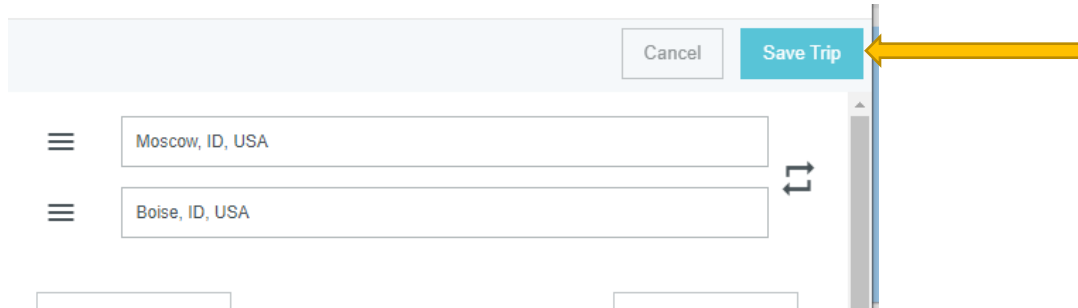 Cancel Save Trip
Moscow, ID, USA
Boise, ID, USA